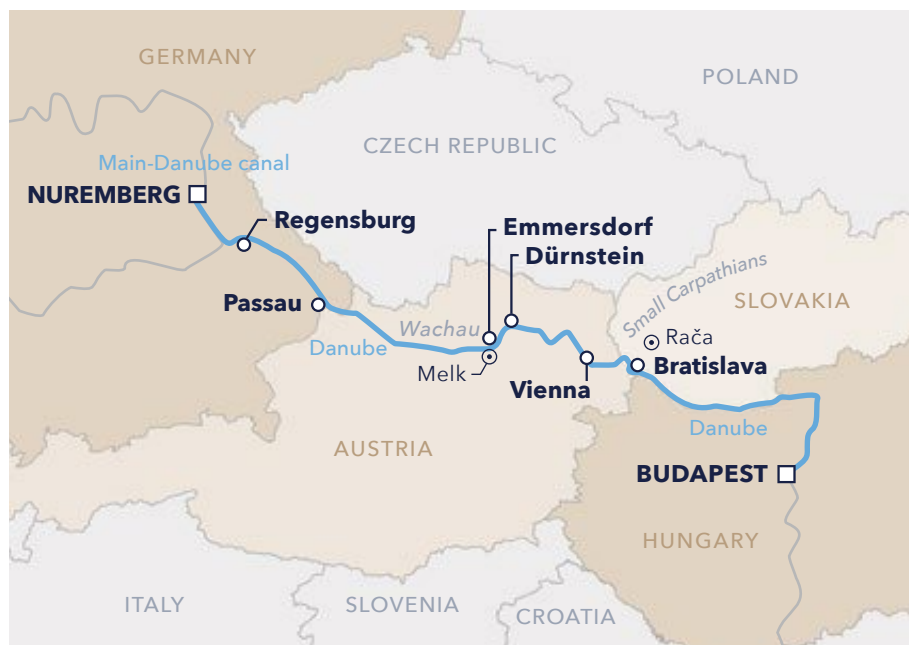 GERMANY
POLAND
CZECH REPUBLIC
Main-Danube canal
NUREMBERG
Regensburg
Emmersdorf
Dürnstein
Small Carpathians
SLOVAKIA
Passau
Wachau
Danube
Rača
Melk
Bratislava
Vienna
Danube
AUSTRIA
BUDAPEST
HUNGARY
ITALY
SLOVENIA
CROATIA